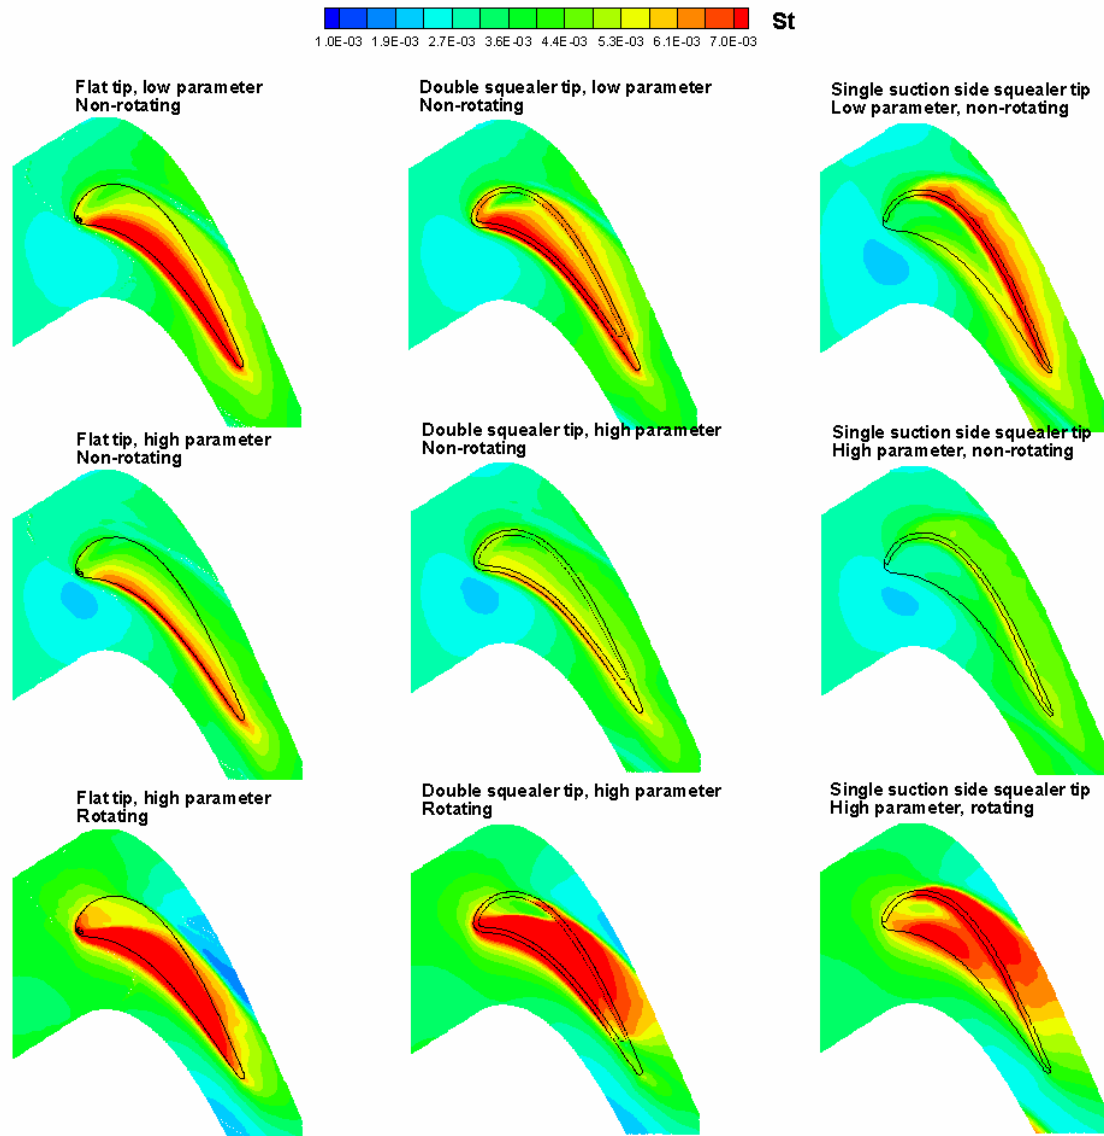 St
1.0E-03 1.9E-03 2.7E-03 3.6E-03 4.4E-03 5.3E-03 6.1E-03 7.0E-03
Flat tip, low parameter
Non-rotating
Double squealer tip, low parameter
Non-rotating
Single suction side squealer tip
Low parameter, non-rotating
Flat tip, high parameter
Non-rotating
Double squealer tip, high parameter
Non-rotating
Single suction side squealer tip
High parameter, non-rotating
Flat tip, high parameter
Rotating
Double squealer tip, high parameter
Rotating
Single suction side squealer tip
High parameter, rotating